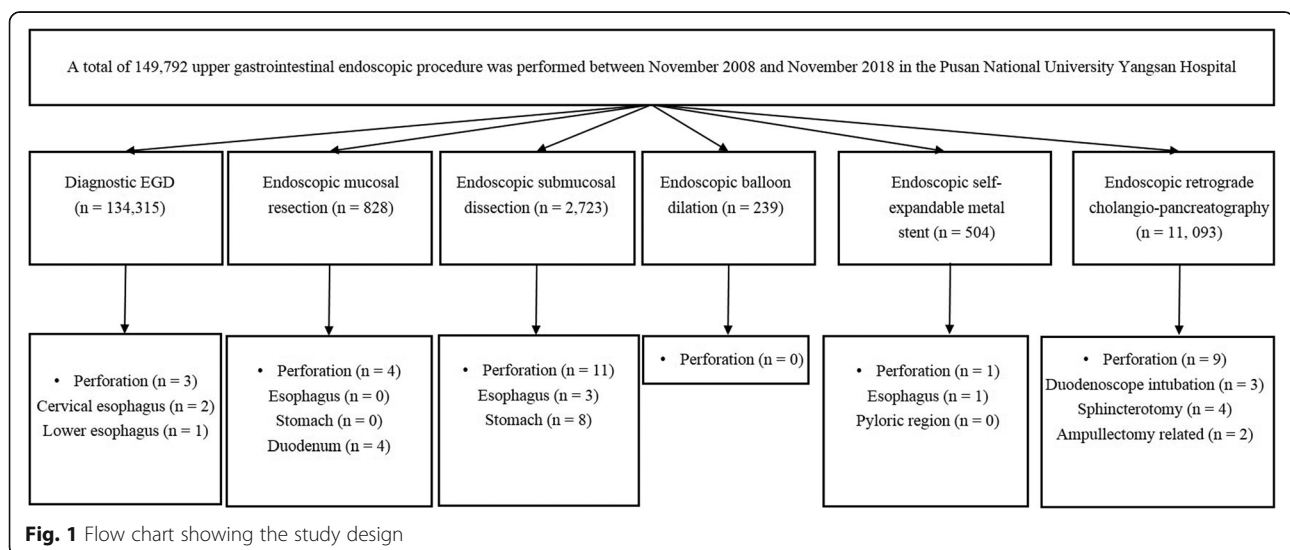 A total of 149,792 upper gastrointestinal endoscopic procedure was performed between November 2008 and November 2018 in the Pusan National University Yangsan Hospital
Diagnostic EGD
(n = 134,315)
Endoscopic mucosal
resection (n = 828)
Endoscopic submucosal
dissection (n = 2,723)
Endoscopic balloon
dilation (n = 239)
Endoscopic self-
expandable metal
stent (n = 504)
Endoscopic retrograde
cholangio-pancreatography
(n = 11, 093)
• Perforation (n = 3)
Cervical esophagus (n = 2)
Lower esophagus (n = 1)
• Perforation (n = 4)
Esophagus (n = 0)
Stomach (n = 0)
Duodenum (n = 4)
• Perforation (n = 11)
Esophagus (n = 3)
Stomach (n = 8)
• Perforation (n = 0)
• Perforation (n = 1)
Esophagus (n = 1)
Pyloric region (n = 0)
• Perforation (n = 9)
Duodenoscope intubation (n = 3)
Sphincterotomy (n = 4)
Ampullectomy related (n = 2)
Fig. 1 Flow chart showing the study design